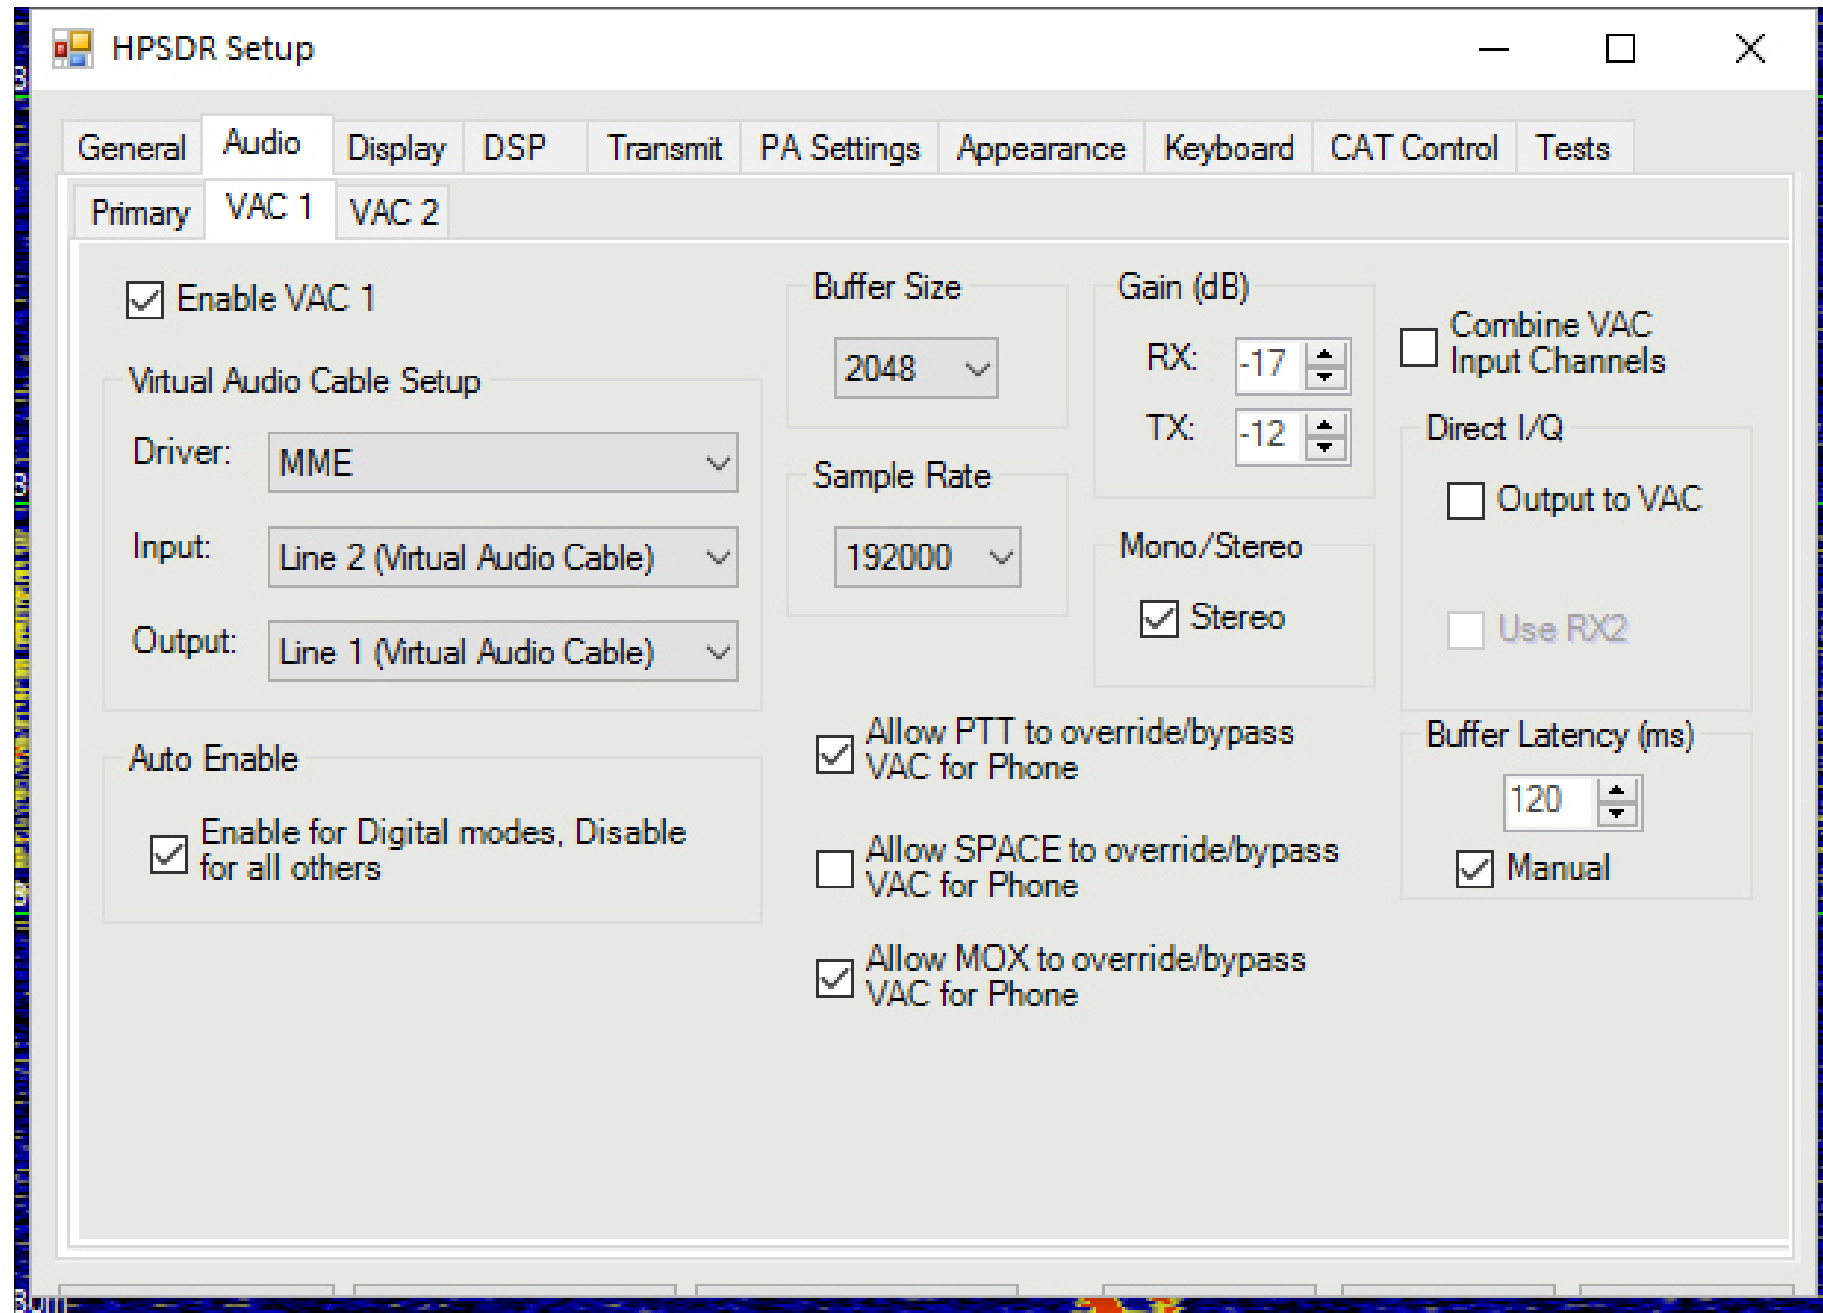 HPSDR Setup
General Audio Display DSP Transmit PA Settings Appearance Keyboard CAT Control Tests
Primary VAC 1 VAC 2
Enable VAC 1
Virtual Audio Cable Setup
Driver: MME
Input: Line 2 (Virtual Audio Cable)
Output: Line 1 (Virtual Audio Cable)
Auto Enable
Enable for Digital modes, Disable
for all others
Buffer Size
2048
Sample Rate
192000
Gain (dB)
RX: -17
TX: -12
Mono/Stereo
Stereo
Allow PTT to override/bypass
VAC for Phone
Allow SPACE to override/bypass
VAC for Phone
Allow MOX to override/bypass
VAC for Phone
Combine VAC
Input Channels
Direct I/Q
Output to VAC
Use RX2
Buffer Latency (ms)
120
Manual